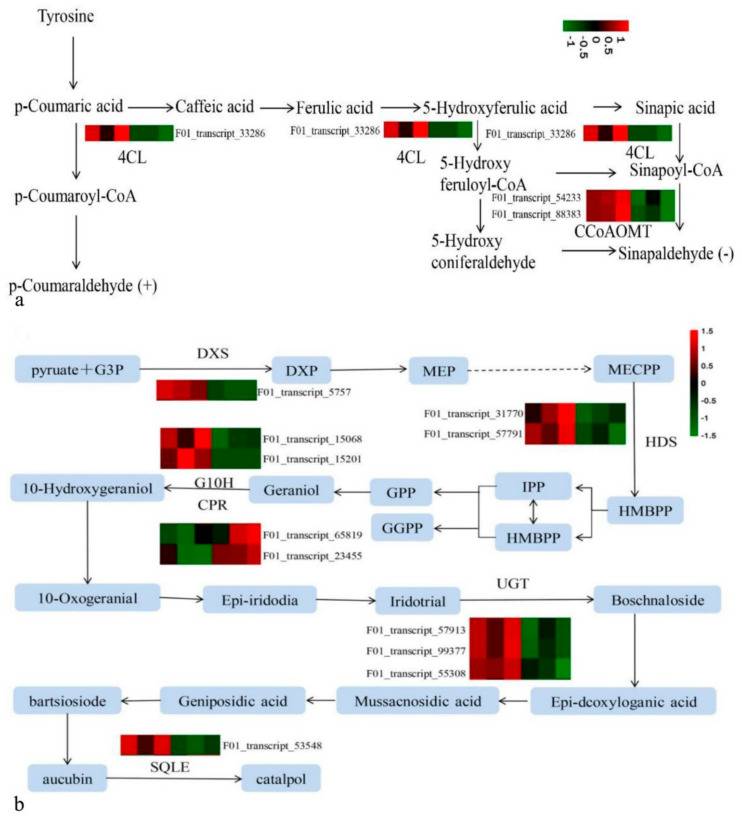 Tyrosine
-1
-0.5
0
0.5
1
p-Coumaric acid
Caffeic acid
Ferulic acid
5-Hydroxyferulic acid
Sinapic acid
F01_transcript_33286
F01_transcript_33286
F01_transcript_33286
4CL
4CL
4CL
5-Hydroxy
feruloyl-CoA
Sinapoyl-CoA
p-Coumaroyl-CoA
F01_transcript_54233
F01_transcript_88383
CCoAOMT
5-Hydroxy
coniferaldehyde
Sinapaldehyde (-)
p-Coumaraldehyde (+)
a
1.5
1
0.5
0
-0.5
-1
-1.5
DXS
pyruate+G3P
DXP
MEP
MECPP
F01_transcript_5757
F01_transcript_31770
F01_transcript_57791
HDS
F01_transcript_15068
F01_transcript_15201
10-Hydroxygeraniol
G10H
CPR
Geraniol
GPP
IPP
HMBPP
GGPP
HMBPP
F01_transcript_65819
F01_transcript_23455
UGT
10-Oxogeranial
Epi-iridodia
Iridotrial
Boschnaloside
F01_transcript_57913
F01_transcript_99377
F01_transcript_55308
bartsiosiode
Geniposidic acid
Mussacnosidic acid
Epi-dcoxyloganic acid
F01_transcript_53548
SQLE
aucubin
catalpol
b